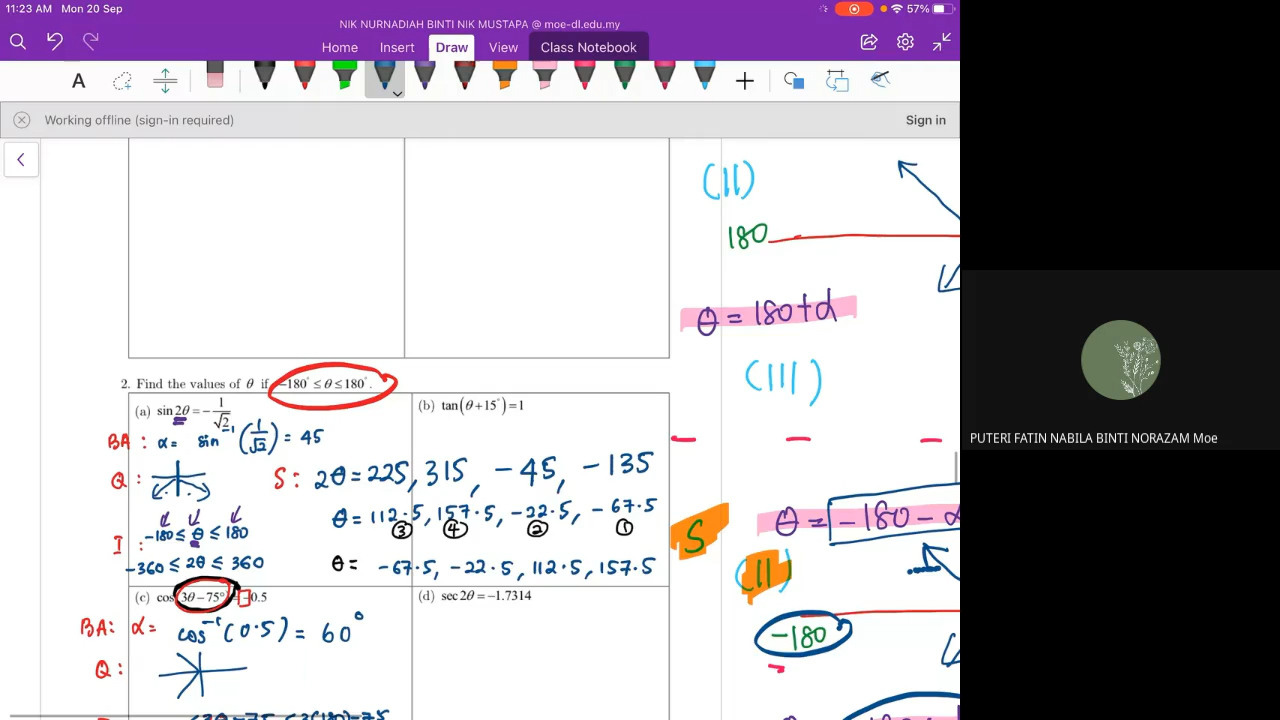 11:23 AM Mon 20 Sep
57%
NIK NURNADIAH BINTI NIK MUSTAPA @ moe-dl.edu.my
Home Insert Draw View Class Notebook
A
Working offline (sign-in required) Sign in
(II)
180
θ = 180+α
(III)
PUTERI FATIN NABILA BINTI NORAZAM Moe
2. Find the values of θ if -180° ≤ θ ≤ 180°.
(a) sin 2θ = -1/√2
(b) tan(θ+15°) = 1
BA : α = sin⁻¹ (1/√2) = 45
Q :
S : 2θ = 225, 315, -45, -135
θ = 112.5, 157.5, -22.5, -67.5
③ ④ ② ①
I : -180 ≤ θ ≤ 180
-360 ≤ 2θ ≤ 360
θ = -67.5, -22.5, 112.5, 157.5
S
θ = -180 - α
(II)
-180
(c) cos(3θ-75°) = -0.5
(d) sec 2θ = -1.7314
BA: α = cos⁻¹ (0.5) = 60°
Q :
≤ 3θ-75 ≤ 3(180)-75